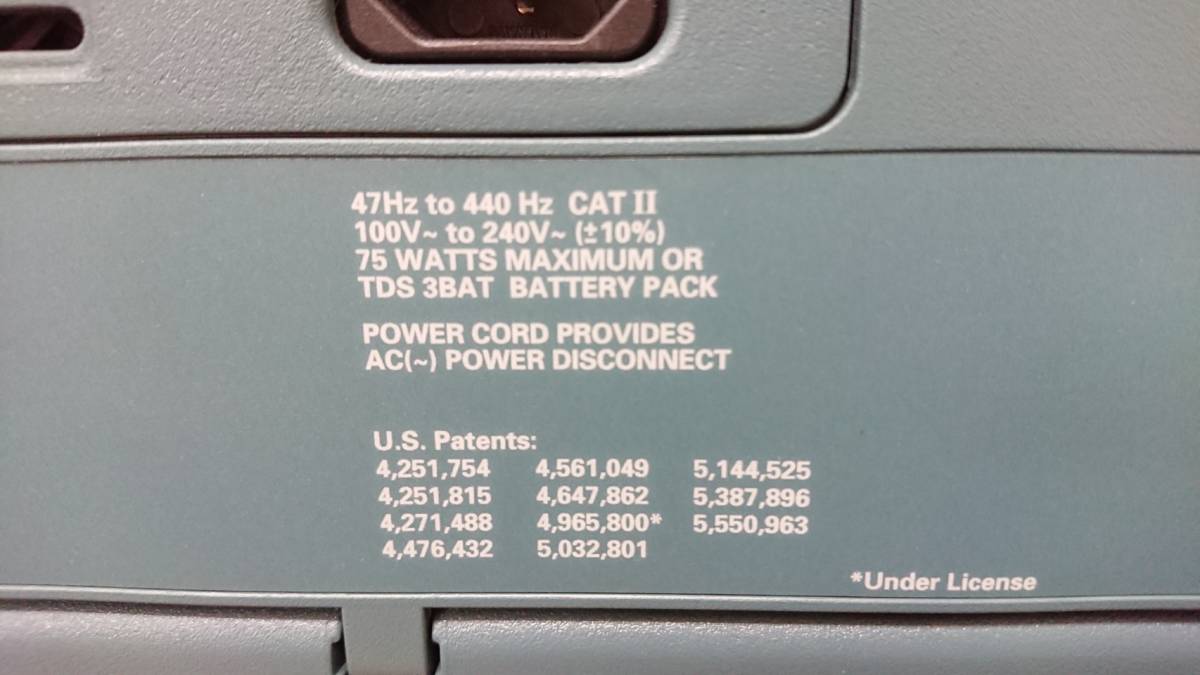 47Hz to 440 Hz CAT II
100V~ to 240V~ (±10%)
75 WATTS MAXIMUM OR
TDS 3BAT BATTERY PACK
POWER CORD PROVIDES
AC(~) POWER DISCONNECT
U.S. Patents:
4,251,754 4,561,049 5,144,525
4,251,815 4,647,862 5,387,896
4,271,488 4,965,800* 5,550,963
4,476,432 5,032,801
*Under License